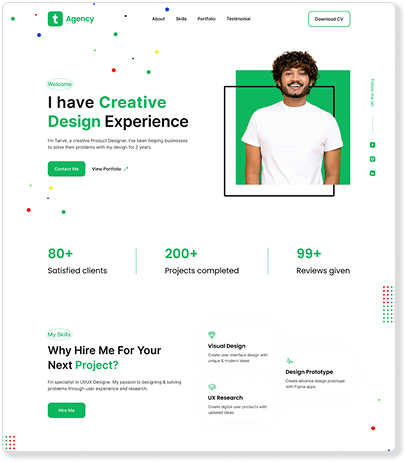 t Agency
About
Skills
Portfolio
Testimonial
Download CV
Follow me on:
Welcome
I have Creative
Design Experience
I'm Tanvir, a creative Product Designer. I've been helping businesses
to solve their problems with my design for 2 years.
Contact Me
View Portfolio
80+
Satisfied clients
200+
Projects completed
99+
Reviews given
My Skills
Why Hire Me For Your
Next Project?
I'm specialist in UI/UX Designe. My passion is designing & solving
problems through user experience and research.
Hire Me
Visual Design
Create user interface design with
unique & modern ideas
UX Research
Create digital user products with
updated ideas
Design Prototype
Create advance design prototype
with Figma apps.